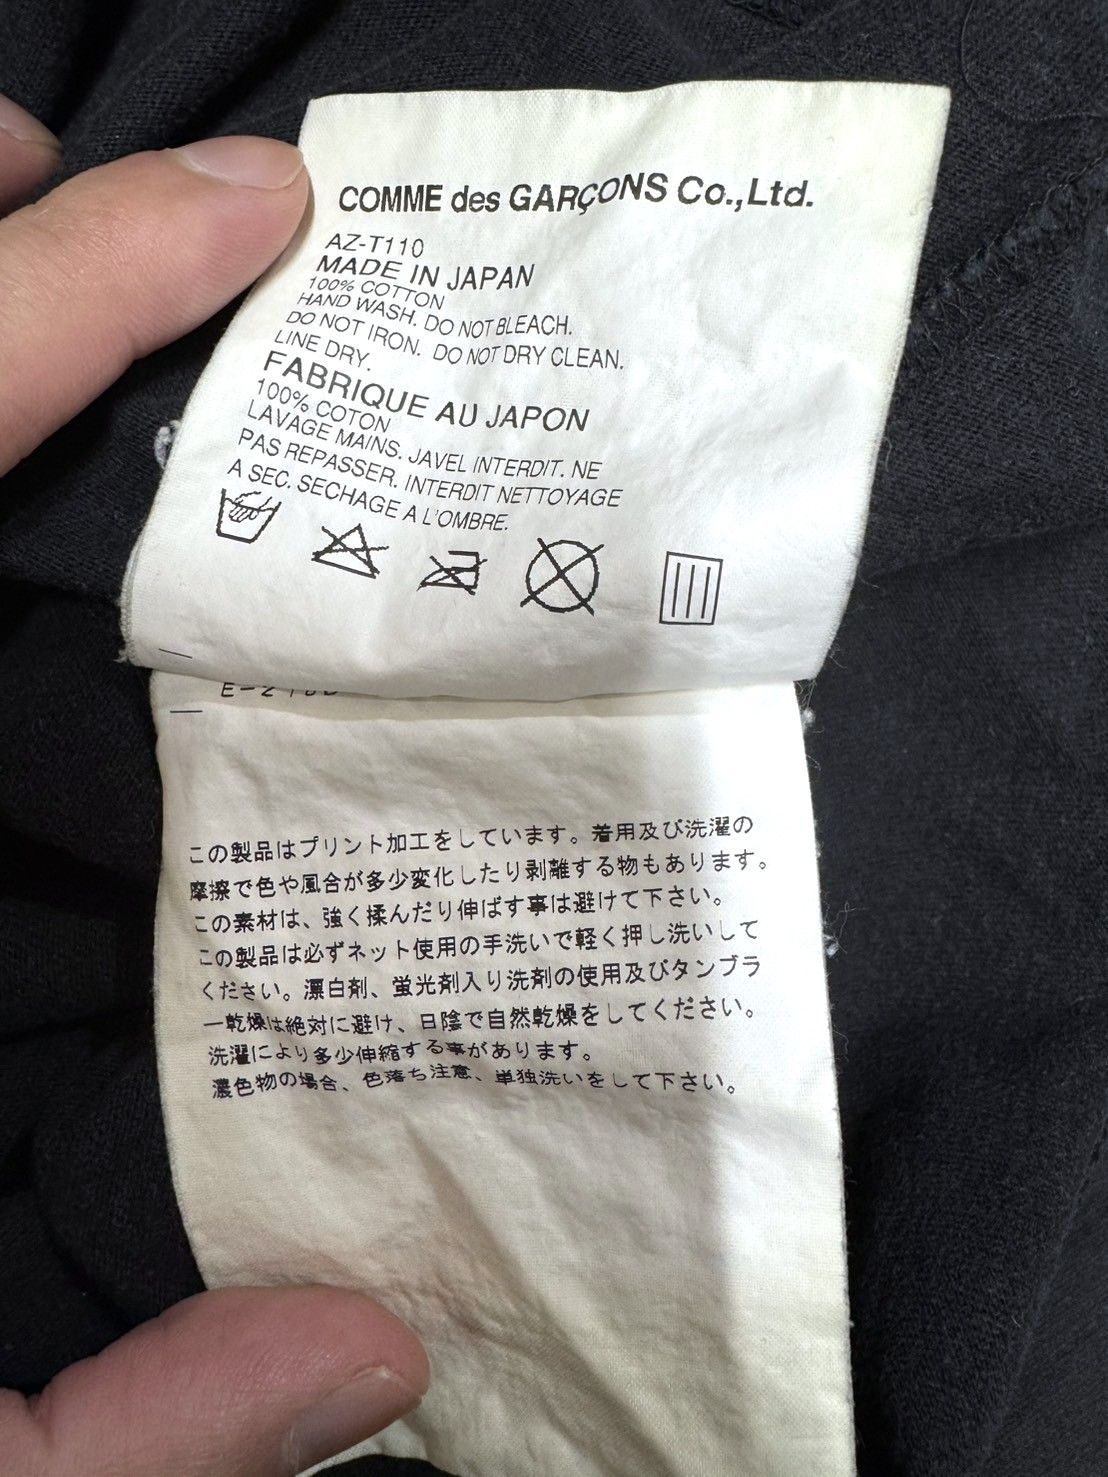 COMME des GARÇONS Co.,Ltd.
AZ-T110
MADE IN JAPAN
100% COTTON
HAND WASH. DO NOT BLEACH.
DO NOT IRON. DO NOT DRY CLEAN.
LINE DRY.
FABRIQUE AU JAPON
100% COTON
LAVAGE MAINS. JAVEL INTERDIT. NE
PAS REPASSER. INTERDIT NETTOYAGE
A SEC. SECHAGE A L'OMBRE.
この製品はプリント加工をしています。着用及び洗濯の
摩擦で色や風合が多少変化したり剥離する物もあります。
この素材は、強く揉んだり伸ばす事は避けて下さい。
この製品は必ずネット使用の手洗いで軽く押し洗いして
ください。漂白剤、蛍光剤入り洗剤の使用及びタンブラ
ー乾燥は絶対に避け、日陰で自然乾燥をしてください。
洗濯により多少伸縮する事があります。
濃色物の場合、色落ち注意、単独洗いをして下さい。